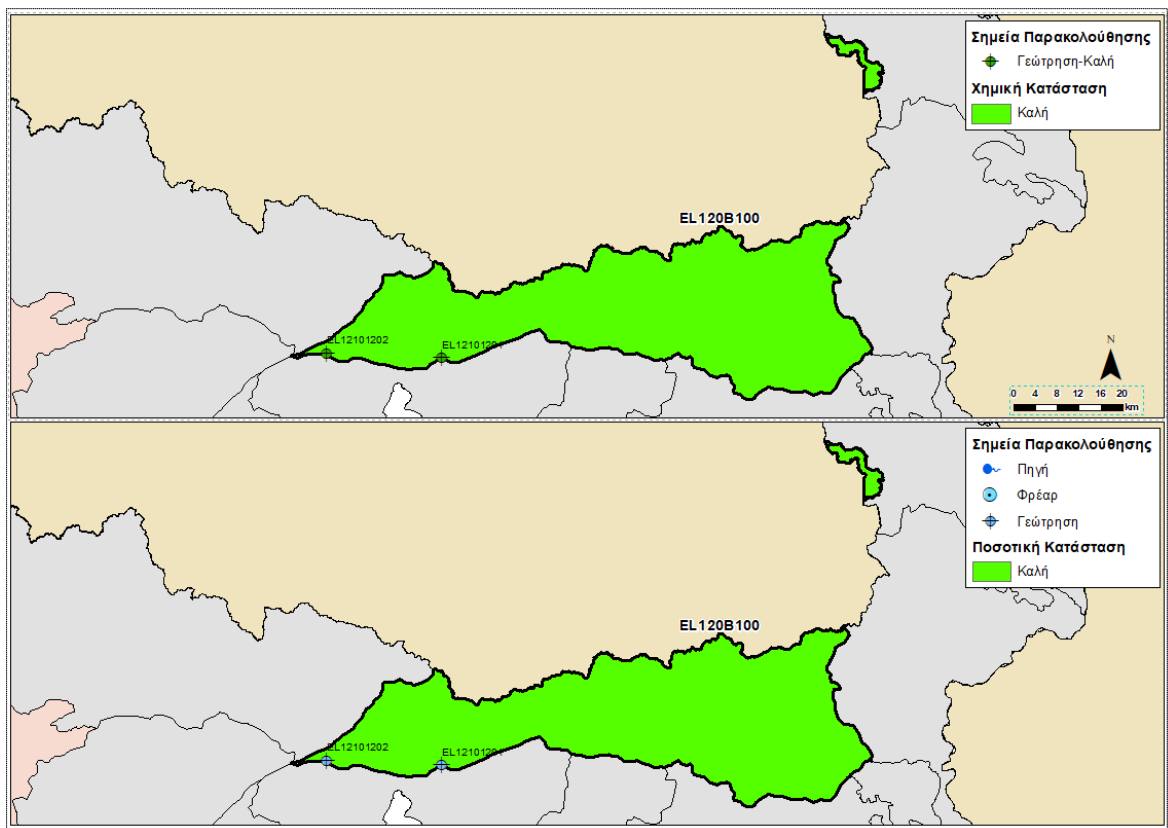 Σημεία Παρακολούθησης
Γεώτρηση-Καλή
Χημική Κατάσταση
Καλή
EL120B100
EL12101202
N
0 4 8 12 16 20
km
Σημεία Παρακολούθησης
Πηγή
Φρέαρ
Γεώτρηση
Ποσοτική Κατάσταση
Καλή
EL120B100
EL12101202